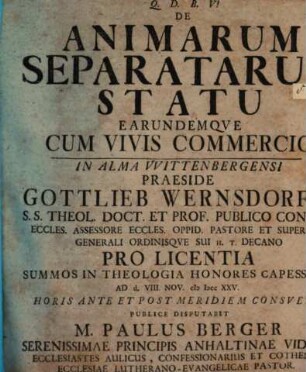 Q. D. B. V!
DE
ANIMARUM
SEPARATARU
STATU
EARUNDEMQVE
CUM VIVIS COMMERCIO
IN ALMA VVITTENBERGENSI
PRAESIDE
GOTTLIEB WERNSDORF
S. S. THEOL. DOCT. ET PROF. PUBLICO CON
ECCLES. ASSESSORE ECCLES. OPPID. PASTORE ET SUPER
GENERALI ORDINISQVE SUI H. T. DECANO
PRO LICENTIA
SUMMOS IN THEOLOGIA HONORES CAPESS
AD d. VIII. NOV. cIɔ Iɔcc XXV.
HORIS ANTE ET POST MERIDIEM CONSVE
PUBLICE DISPUTABIT
M. PAULUS BERGER
SERENISSIMAE PRINCIPIS ANHALTINAE VID
ECCLESIASTES AULICUS, CONFESSIONARIUS ET COTHE
ECCLESIAE LUTHERANO-EVANGELICAE PASTOR.